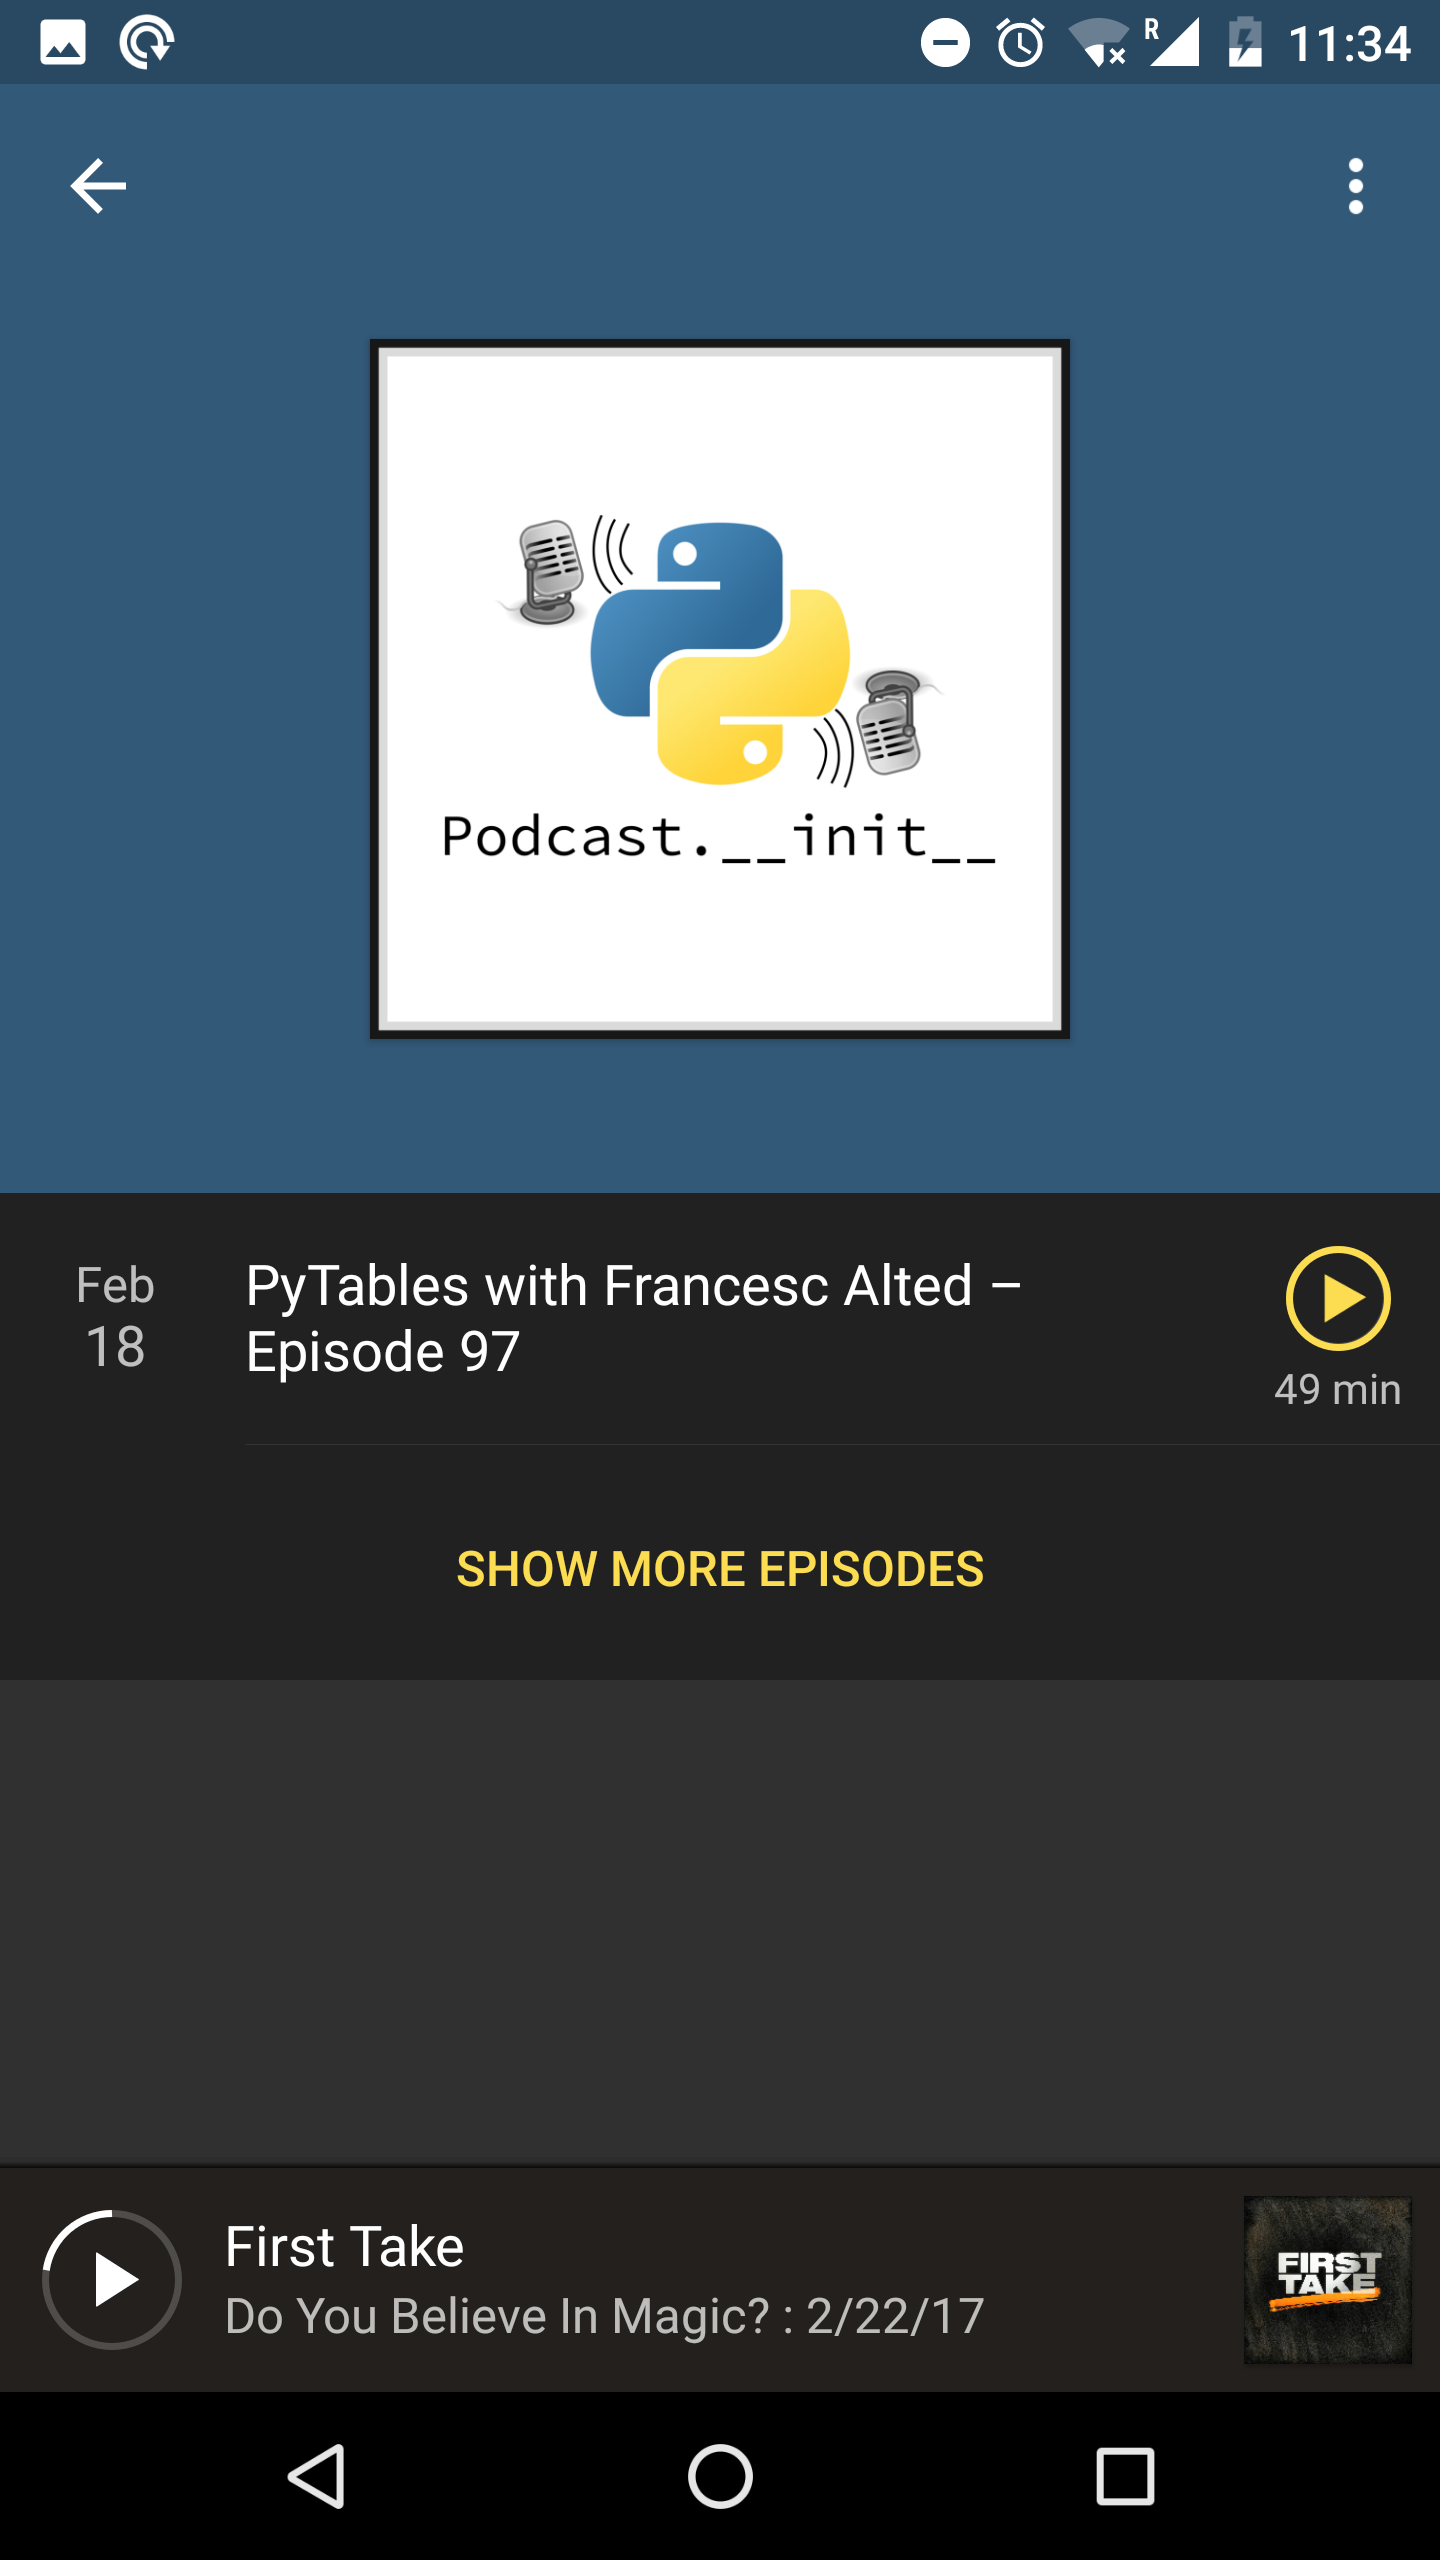 R 11:34
Podcast.__init__
Feb
18
PyTables with Francesc Alted –
Episode 97
49 min
SHOW MORE EPISODES
First Take
Do You Believe In Magic? : 2/22/17
FIRST
TAKE